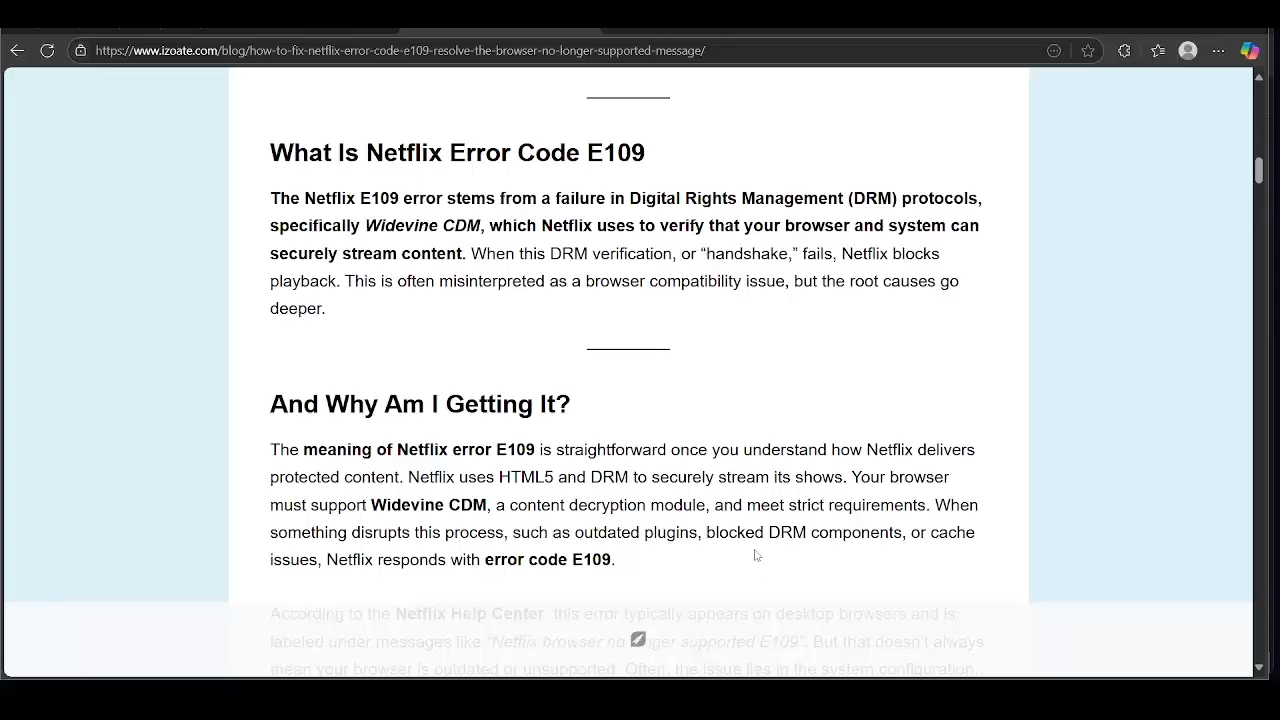 https://www.izoate.com/blog/how-to-fix-netflix-error-code-e109-resolve-the-browser-no-longer-supported-message/
What Is Netflix Error Code E109
The Netflix E109 error stems from a failure in Digital Rights Management (DRM) protocols,
specifically Widevine CDM, which Netflix uses to verify that your browser and system can
securely stream content. When this DRM verification, or “handshake,” fails, Netflix blocks
playback. This is often misinterpreted as a browser compatibility issue, but the root causes go
deeper.
And Why Am I Getting It?
The meaning of Netflix error E109 is straightforward once you understand how Netflix delivers
protected content. Netflix uses HTML5 and DRM to securely stream its shows. Your browser
must support Widevine CDM, a content decryption module, and meet strict requirements. When
something disrupts this process, such as outdated plugins, blocked DRM components, or cache
issues, Netflix responds with error code E109.
According to the Netflix Help Center, this error typically appears on desktop browsers and is
labeled under messages like “Netflix browser no nger supported E109”. But that doesn't always
mean your browser is outdated or unsupported. Often, the issue lies in the system configuration,